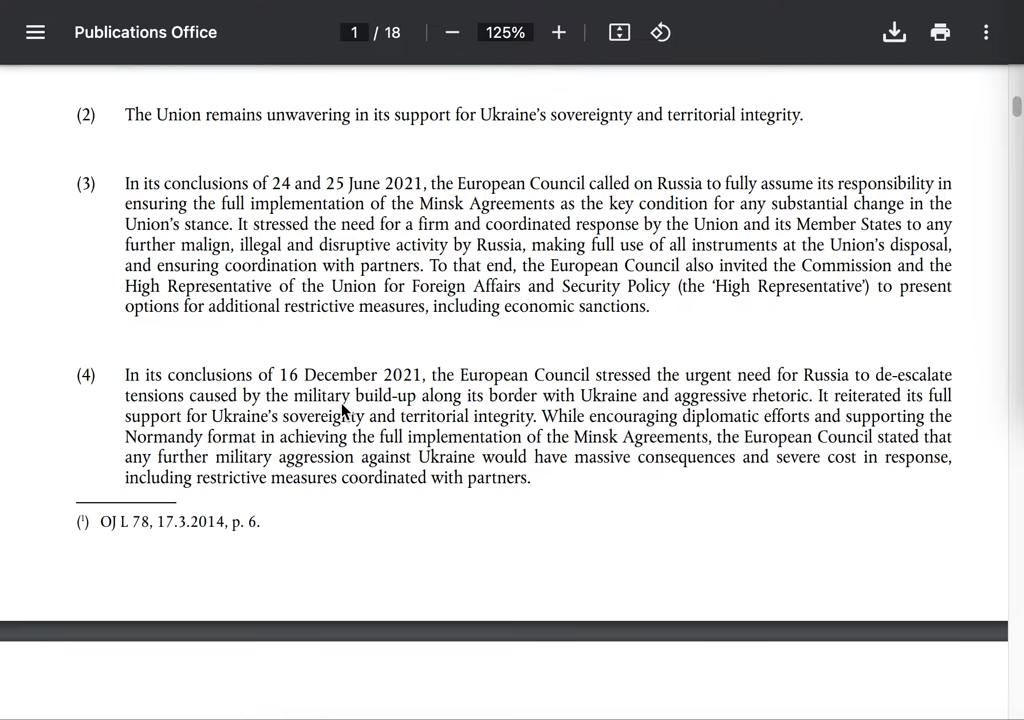 Publications Office
1 / 18
125%
(2) The Union remains unwavering in its support for Ukraine’s sovereignty and territorial integrity.
(3) In its conclusions of 24 and 25 June 2021, the European Council called on Russia to fully assume its responsibility in
ensuring the full implementation of the Minsk Agreements as the key condition for any substantial change in the
Union’s stance. It stressed the need for a firm and coordinated response by the Union and its Member States to any
further malign, illegal and disruptive activity by Russia, making full use of all instruments at the Union’s disposal,
and ensuring coordination with partners. To that end, the European Council also invited the Commission and the
High Representative of the Union for Foreign Affairs and Security Policy (the ‘High Representative’) to present
options for additional restrictive measures, including economic sanctions.
(4) In its conclusions of 16 December 2021, the European Council stressed the urgent need for Russia to de-escalate
tensions caused by the military build-up along its border with Ukraine and aggressive rhetoric. It reiterated its full
support for Ukraine’s sovereignty and territorial integrity. While encouraging diplomatic efforts and supporting the
Normandy format in achieving the full implementation of the Minsk Agreements, the European Council stated that
any further military aggression against Ukraine would have massive consequences and severe cost in response,
including restrictive measures coordinated with partners.
(¹) OJ L 78, 17.3.2014, p. 6.